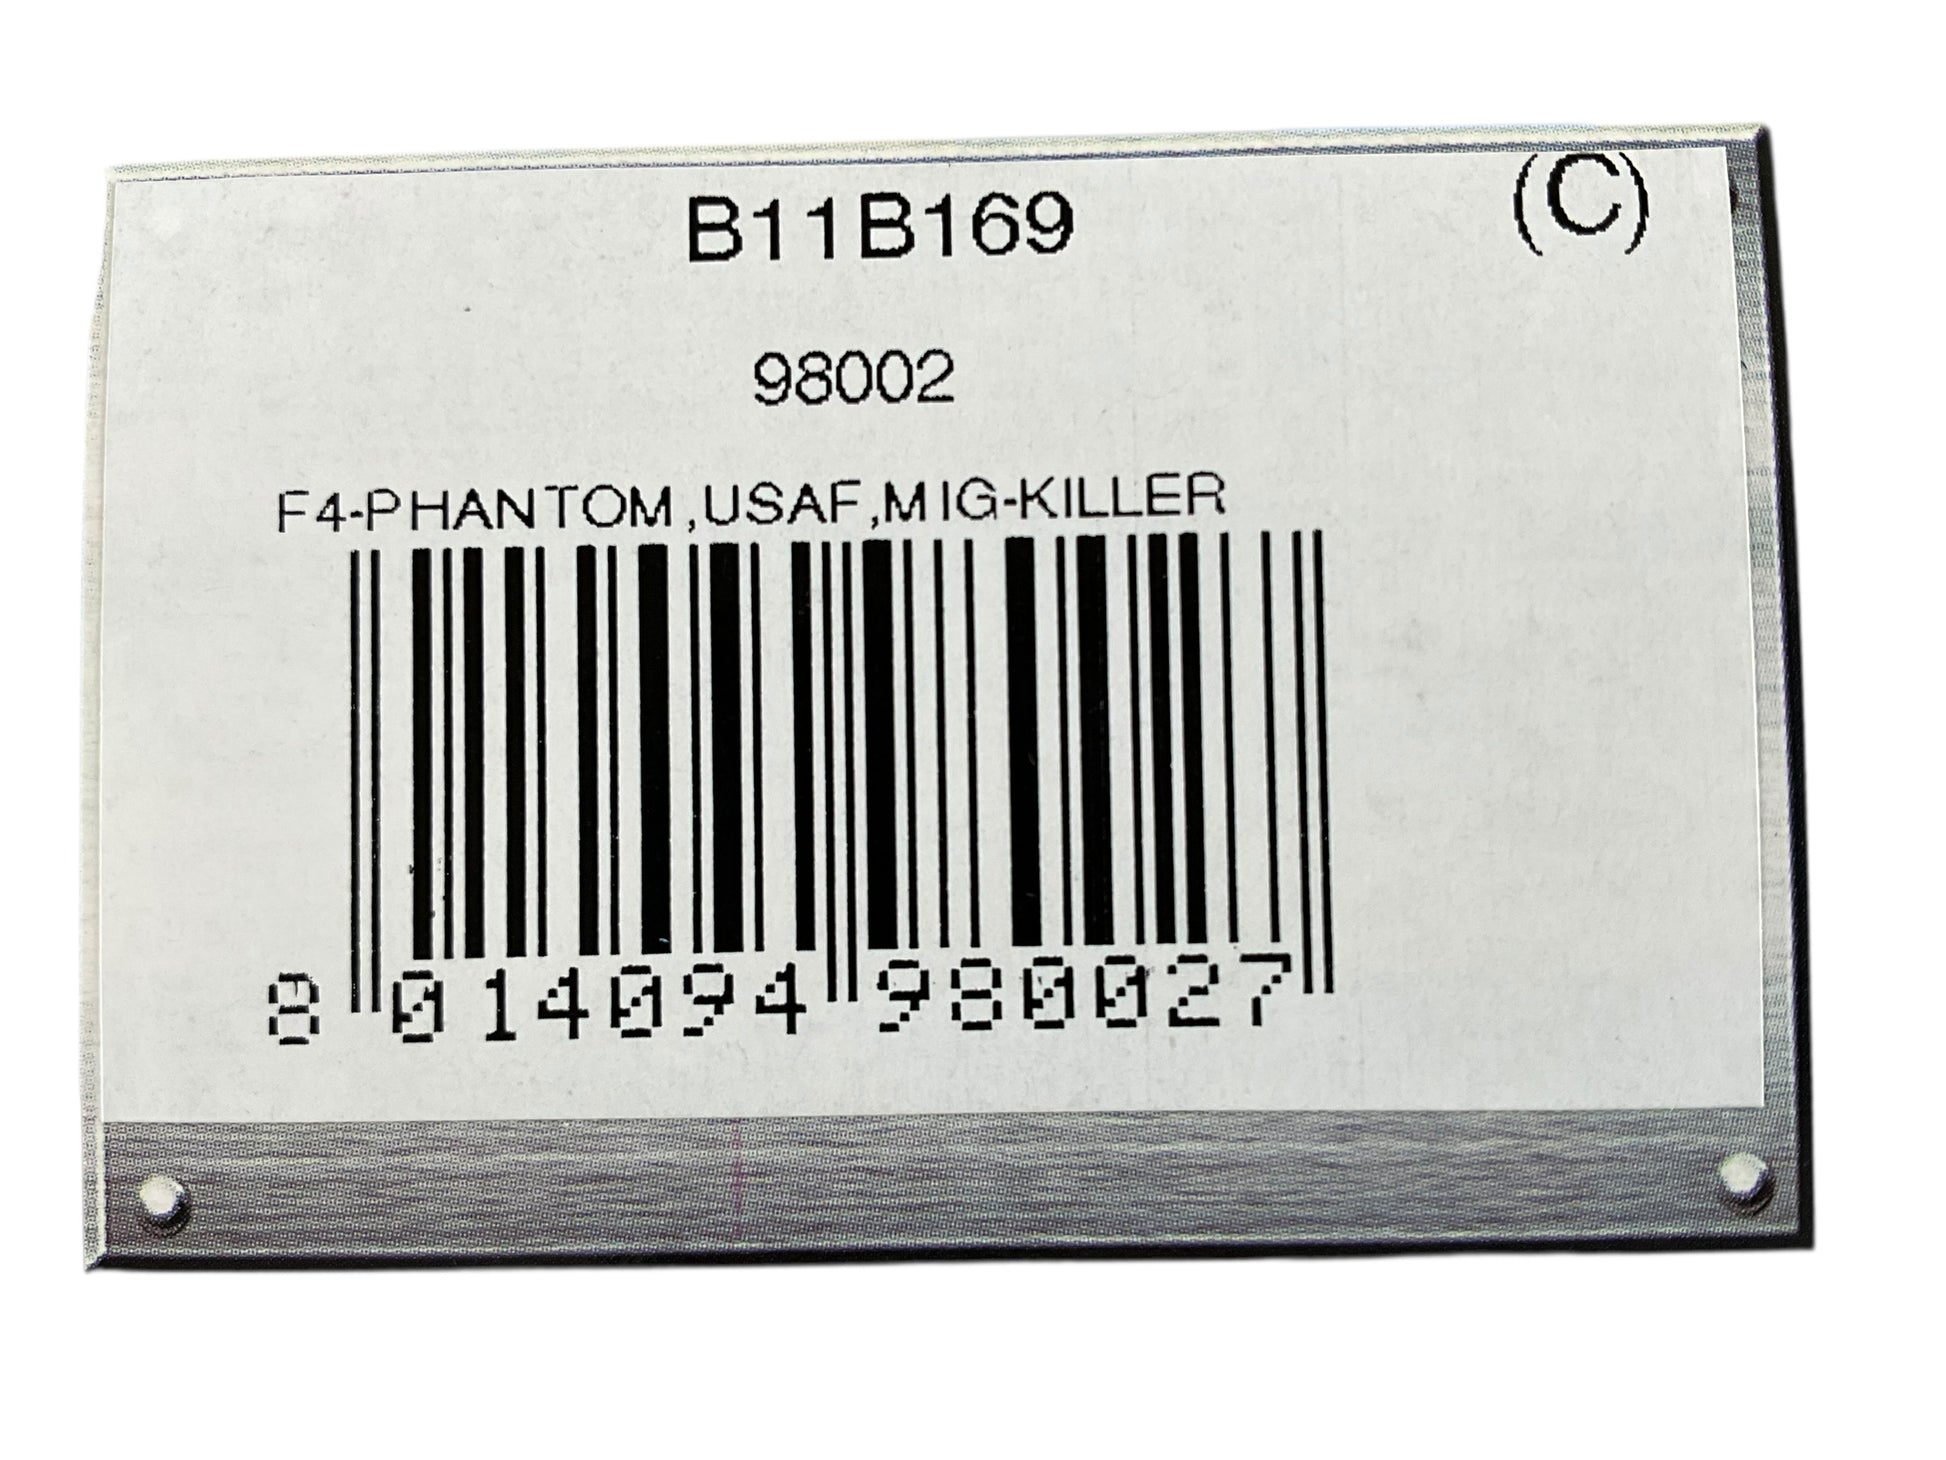 B11B169 (C)
98002
F4-PHANTOM,USAF,MIG-KILLER
8 014094 980027